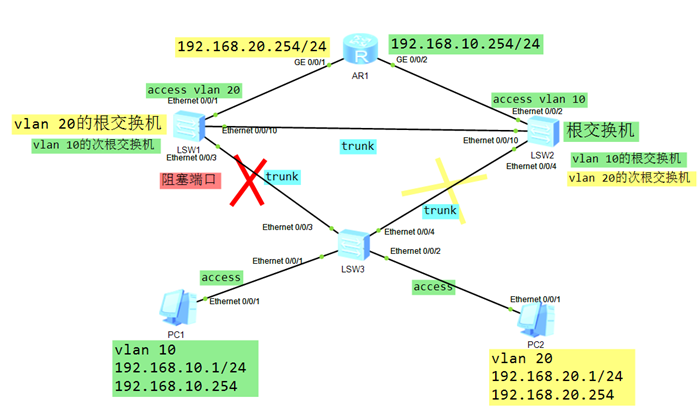 192.168.20.254/24
192.168.10.254/24
GE 0/0/1
GE 0/0/2
R
AR1
access vlan 20
access vlan 10
Ethernet 0/0/1
Ethernet 0/0/2
vlan 20的根交换机
vlan 10的次根交换机
LSW1
Ethernet 0/0/10
Ethernet 0/0/10
LSW2
根交换机
trunk
Ethernet 0/0/3
Ethernet 0/0/4
vlan 10的根交换机
vlan 20的次根交换机
阻塞端口
trunk
trunk
Ethernet 0/0/3
Ethernet 0/0/4
Ethernet 0/0/1
Ethernet 0/0/2
LSW3
access
access
Ethernet 0/0/1
Ethernet 0/0/1
PC1
PC2
vlan 10
192.168.10.1/24
192.168.10.254
vlan 20
192.168.20.1/24
192.168.20.254